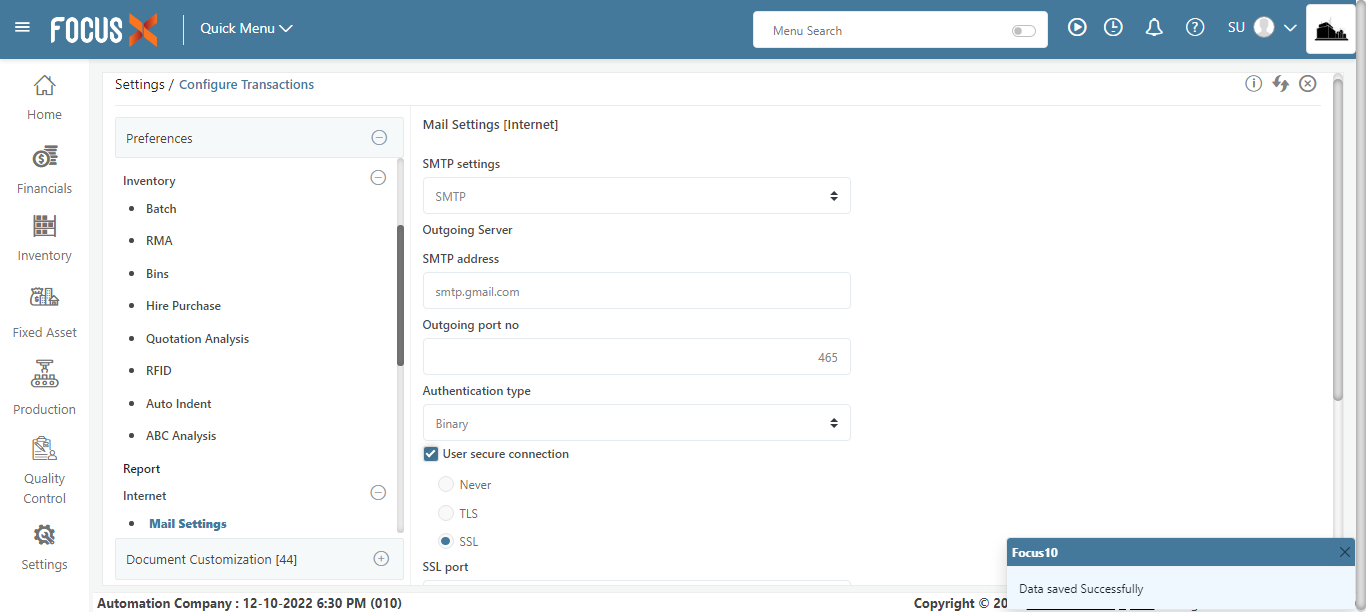 FOCUS X
Quick Menu
Menu Search
SU
Settings / Configure Transactions
Home
Financials
Inventory
Fixed Asset
Production
Quality
Control
Settings
Preferences
Inventory
Batch
RMA
Bins
Hire Purchase
Quotation Analysis
RFID
Auto Indent
ABC Analysis
Report
Internet
Mail Settings
Document Customization [44]
Mail Settings [Internet]
SMTP settings
SMTP
Outgoing Server
SMTP address
smtp.gmail.com
Outgoing port no
465
Authentication type
Binary
User secure connection
Never
TLS
SSL
SSL port
Focus10
Data saved Successfully
Automation Company : 12-10-2022 6:30 PM (010)
Copyright © 20